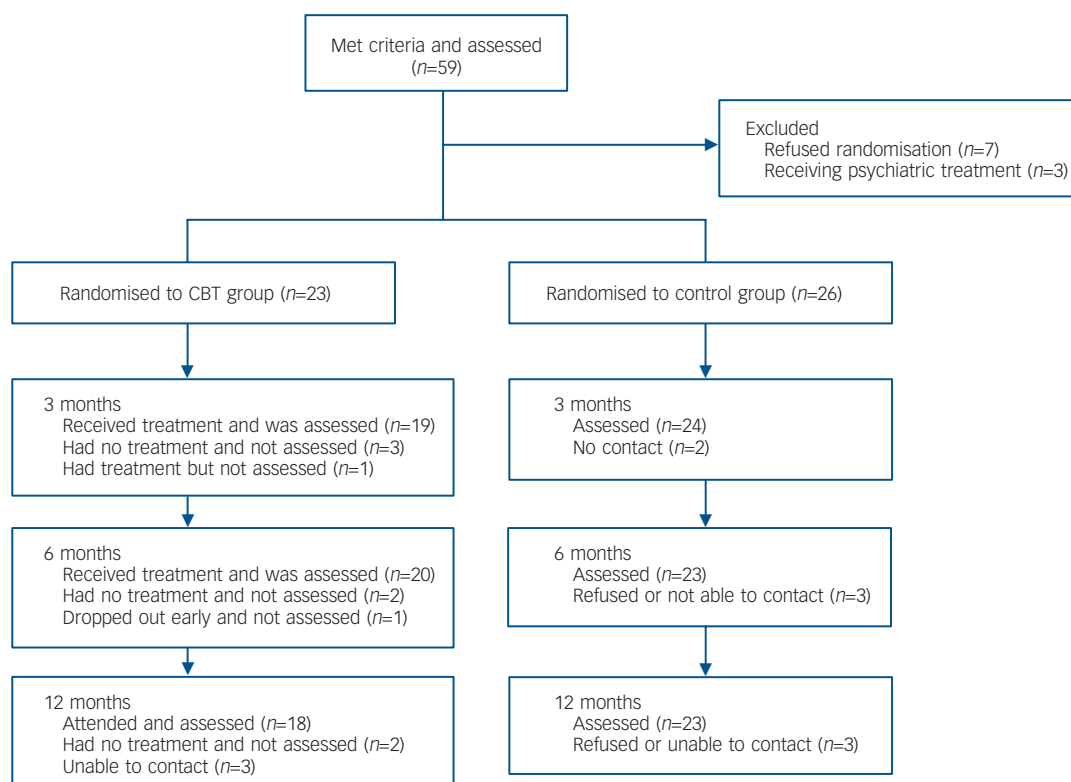 Met criteria and assessed
(n=59)
Excluded
Refused randomisation (n=7)
Receiving psychiatric treatment (n=3)
Randomised to CBT group (n=23)
Randomised to control group (n=26)
3 months
Received treatment and was assessed (n=19)
Had no treatment and not assessed (n=3)
Had treatment but not assessed (n=1)
3 months
Assessed (n=24)
No contact (n=2)
6 months
Received treatment and was assessed (n=20)
Had no treatment and not assessed (n=2)
Dropped out early and not assessed (n=1)
6 months
Assessed (n=23)
Refused or not able to contact (n=3)
12 months
Attended and assessed (n=18)
Had no treatment and not assessed (n=2)
Unable to contact (n=3)
12 months
Assessed (n=23)
Refused or unable to contact (n=3)